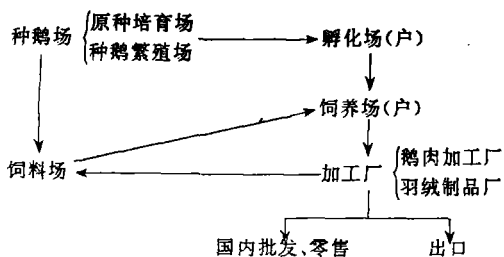 种鹅场
原种培育场
种鹅繁殖场
孵化场(户)
饲养场(户)
饲料场
加工厂
鹅肉加工厂
羽绒制品厂
国内批发、零售
出口